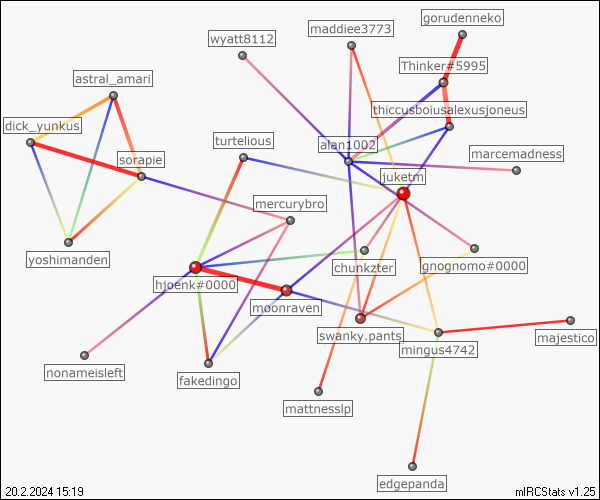 gorudenneko
maddiee3773
wyatt8112
Thinker#5995
astral_amari
thiccusboiusalexusjoneus
dick_yunkus
turtelious
alan1002
sorapie
marcemadness
juketm
mercurybro
yoshimanden
chunkzter
gnognomo#0000
hjoenk#0000
moonraven
swanky.pants
majestico
mingus4742
nonameisleft
fakedingo
mattnesslp
edgepanda
20.2.2024 15:19
mIRCStats v1.25